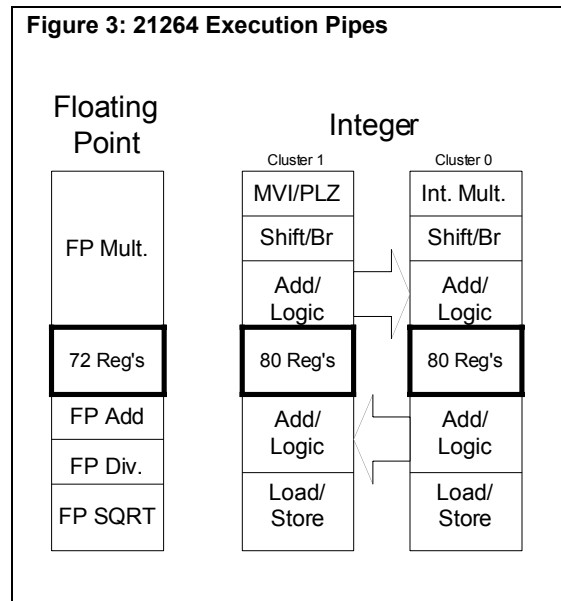 Figure 3: 21264 Execution Pipes
Floating
Point
FP Mult.
72 Reg's
FP Add
FP Div.
FP SQRT
Integer
Cluster 1
MVI/PLZ
Shift/Br
Add/
Logic
80 Reg's
Add/
Logic
Load/
Store
Cluster 0
Int. Mult.
Shift/Br
Add/
Logic
80 Reg's
Add/
Logic
Load/
Store